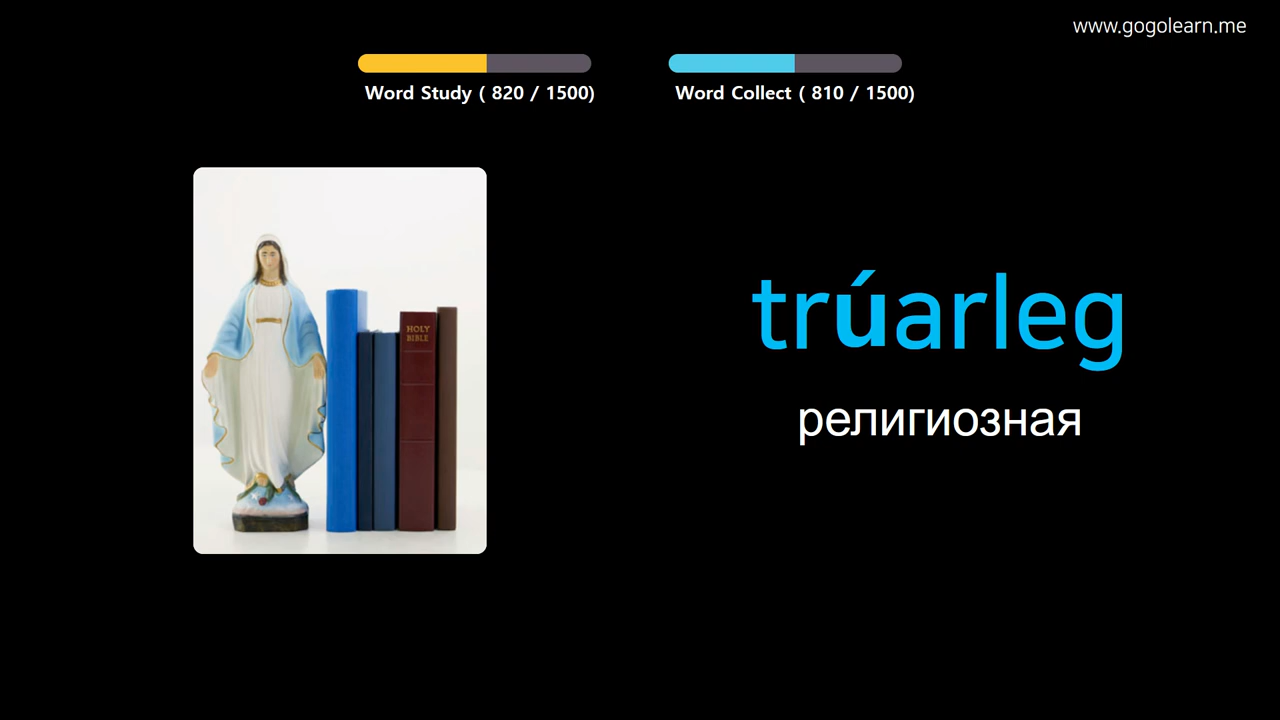 www.gogolearn.me
Word Study ( 820 / 1500)
Word Collect ( 810 / 1500)
HOLY
BIBLE
trúarleg
религиозная